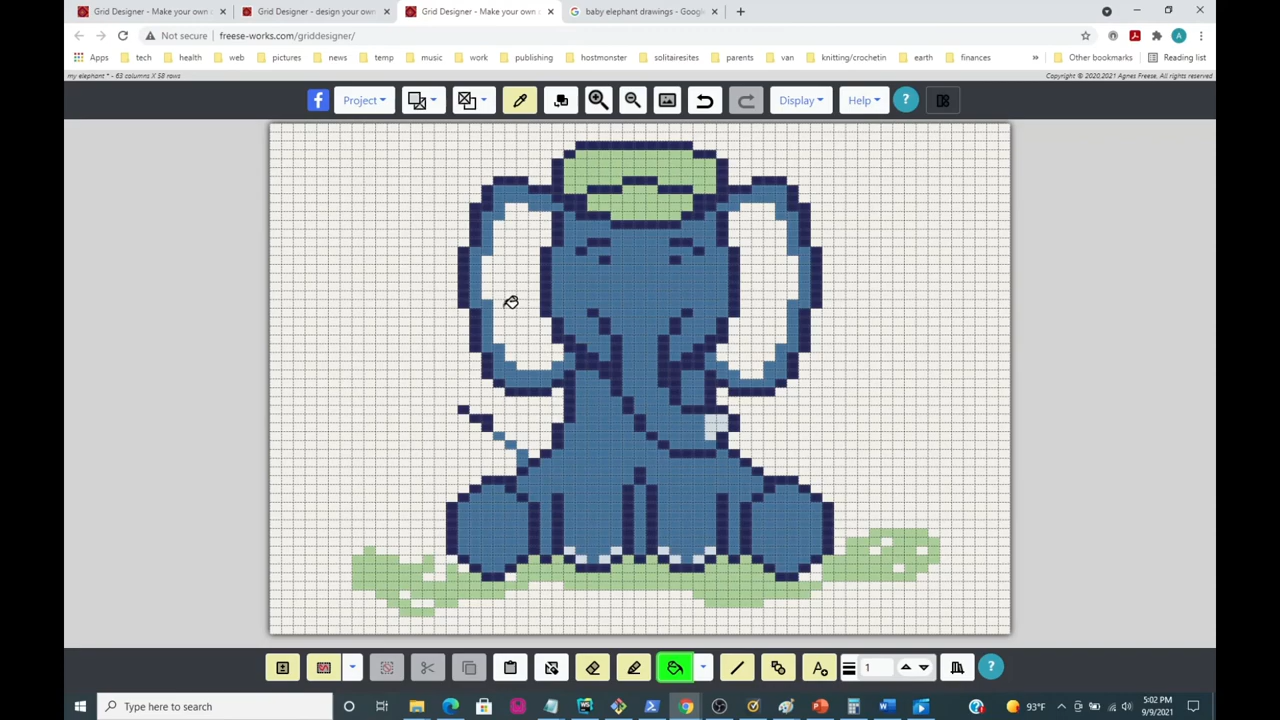 Grid Designer - Make your own c
Grid Designer - design your own
Grid Designer - Make your own c
baby elephant drawings - Google
Not secure
freese-works.com/griddesigner/
Apps
tech
health
web
pictures
news
temp
music
work
publishing
hostmonster
solitairesites
parents
van
knitting/crochetin
earth
finances
»
Other bookmarks
Reading list
my elephant * - 63 columns X 58 rows
Copyright © 2020,2021 Agnes Freese, All rights reserved.
f
Project
Display
Help
?
A
1
?
Type here to search
93°F
5:02 PM
9/9/2021